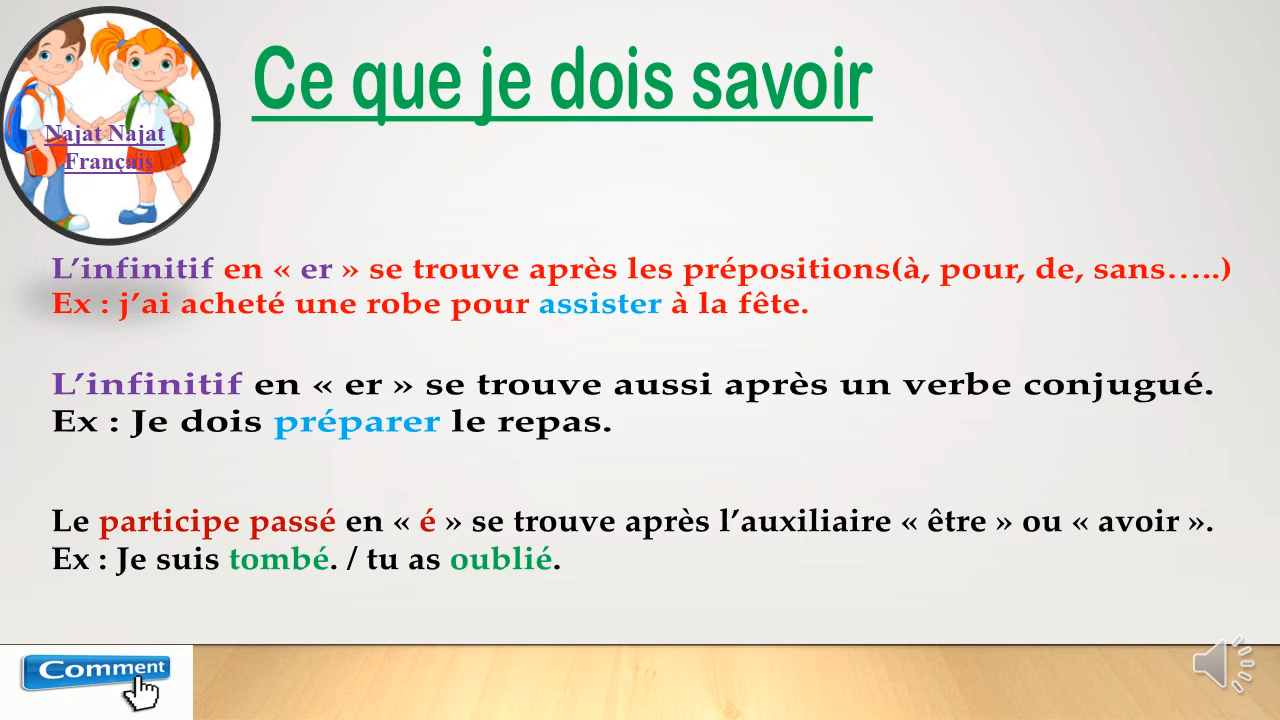 Najat Najat
Français
Ce que je dois savoir
L’infinitif en « er » se trouve après les prépositions(à, pour, de, sans…..)
Ex : j’ai acheté une robe pour assister à la fête.
L’infinitif en « er » se trouve aussi après un verbe conjugué.
Ex : Je dois préparer le repas.
Le participe passé en « é » se trouve après l’auxiliaire « être » ou « avoir ».
Ex : Je suis tombé. / tu as oublié.
Comment